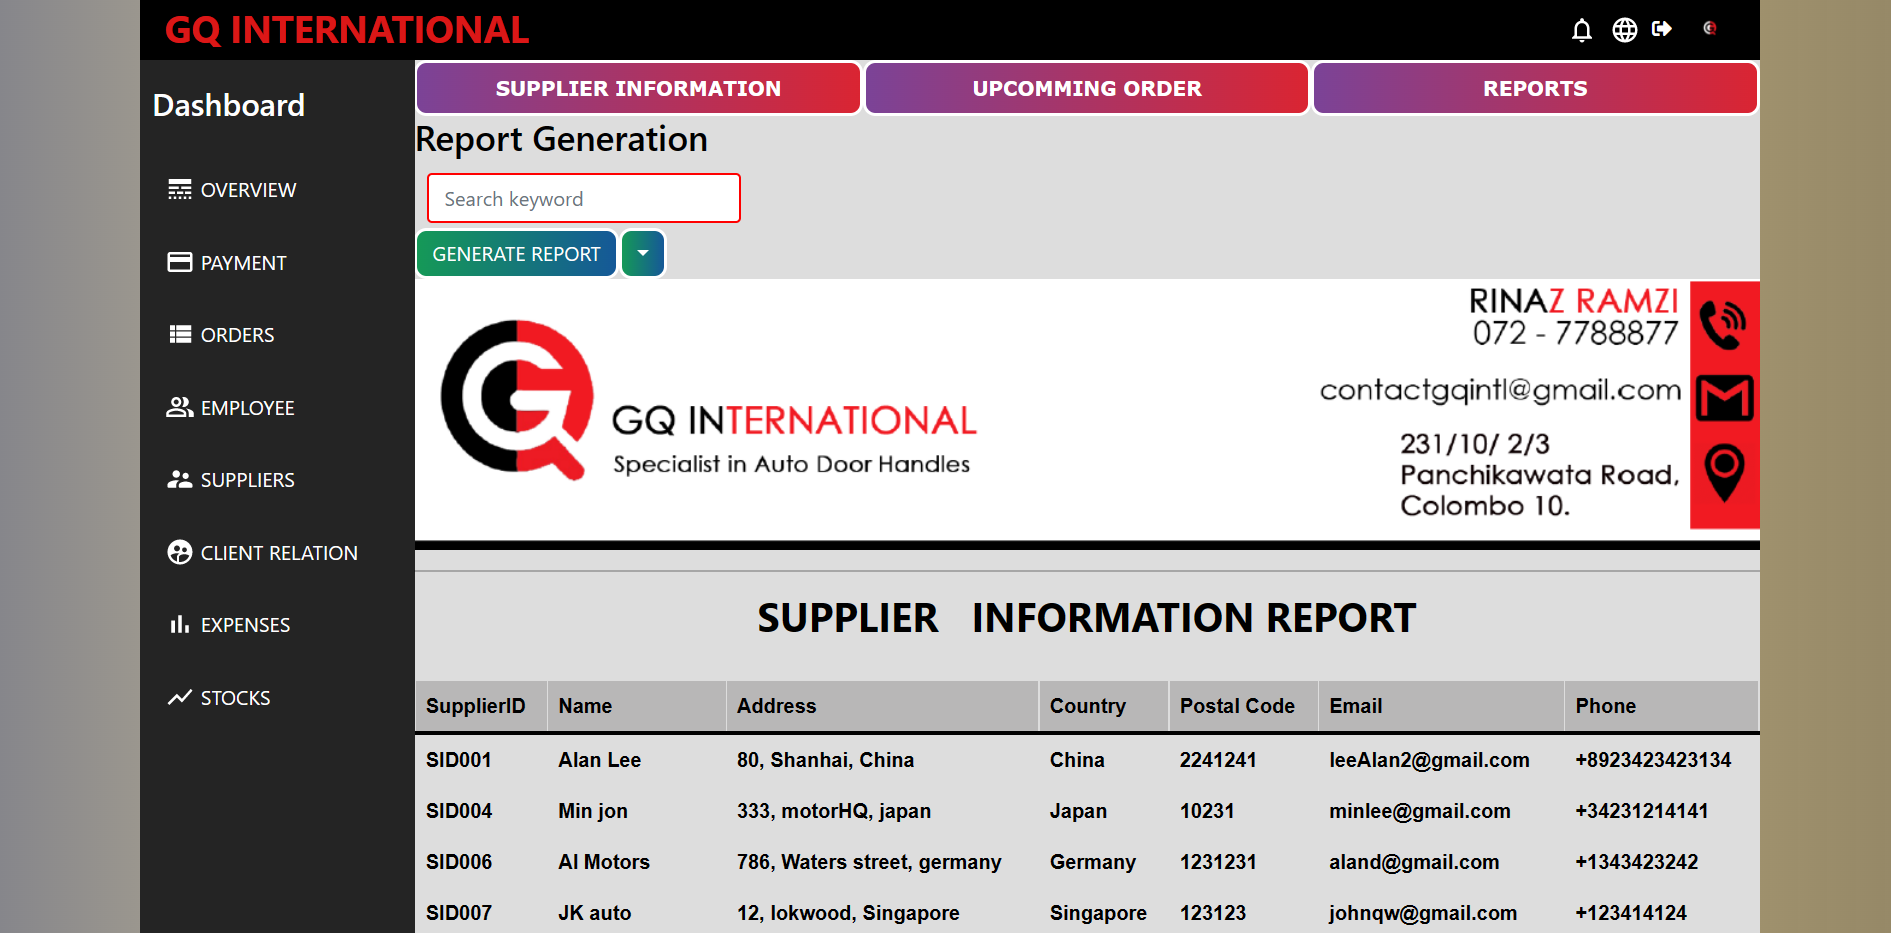 GQ INTERNATIONAL
Dashboard
OVERVIEW
PAYMENT
ORDERS
EMPLOYEE
SUPPLIERS
CLIENT RELATION
EXPENSES
STOCKS
SUPPLIER INFORMATION
UPCOMMING ORDER
REPORTS
Report Generation
Search keyword
GENERATE REPORT
GQ INTERNATIONAL
Specialist in Auto Door Handles
RINAZ RAMZI
072 - 7788877
contactgqintl@gmail.com
231/10/ 2/3
Panchikawata Road,
Colombo 10.
SUPPLIER INFORMATION REPORT
SupplierID Name Address Country Postal Code Email Phone
SID001 Alan Lee 80, Shanhai, China China 2241241 leeAlan2@gmail.com +8923423423134
SID004 Min jon 333, motorHQ, japan Japan 10231 minlee@gmail.com +34231214141
SID006 Al Motors 786, Waters street, germany Germany 1231231 aland@gmail.com +1343423242
SID007 JK auto 12, lokwood, Singapore Singapore 123123 johnqw@gmail.com +123414124